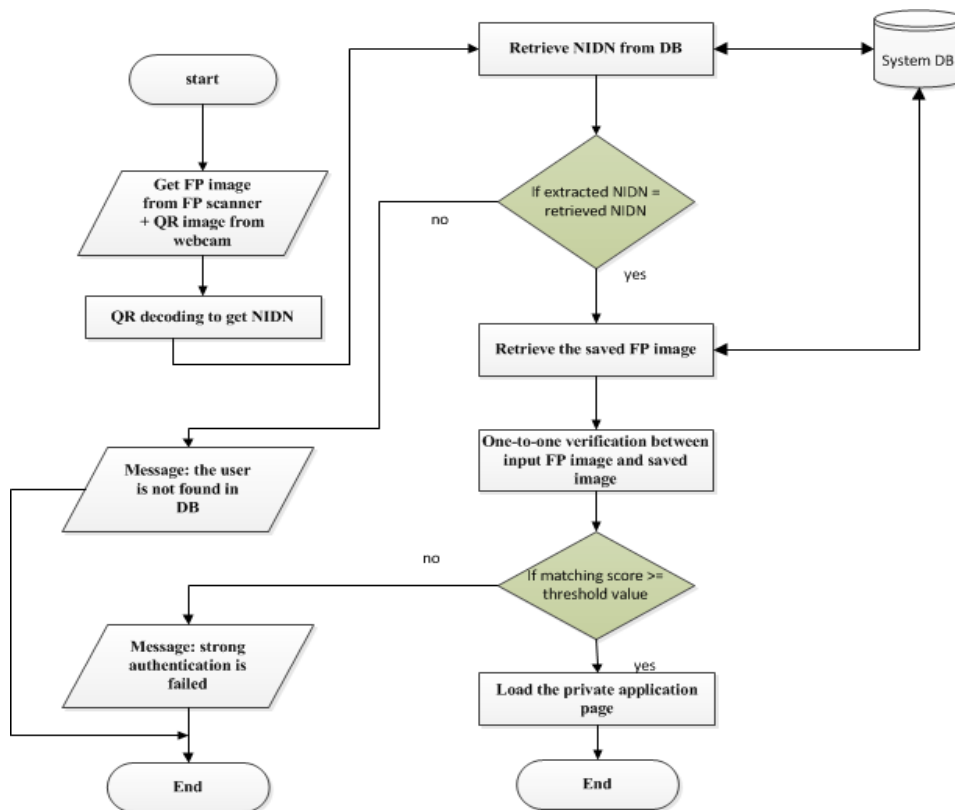 start
Get FP image
from FP scanner
+ QR image from
webcam
QR decoding to get NIDN
Retrieve NIDN from DB
System DB
If extracted NIDN =
retrieved NIDN
no
yes
Retrieve the saved FP image
Message: the user
is not found in
DB
One-to-one verification between
input FP image and saved
image
If matching score >=
threshold value
no
yes
Message: strong
authentication is
failed
Load the private application
page
End
End